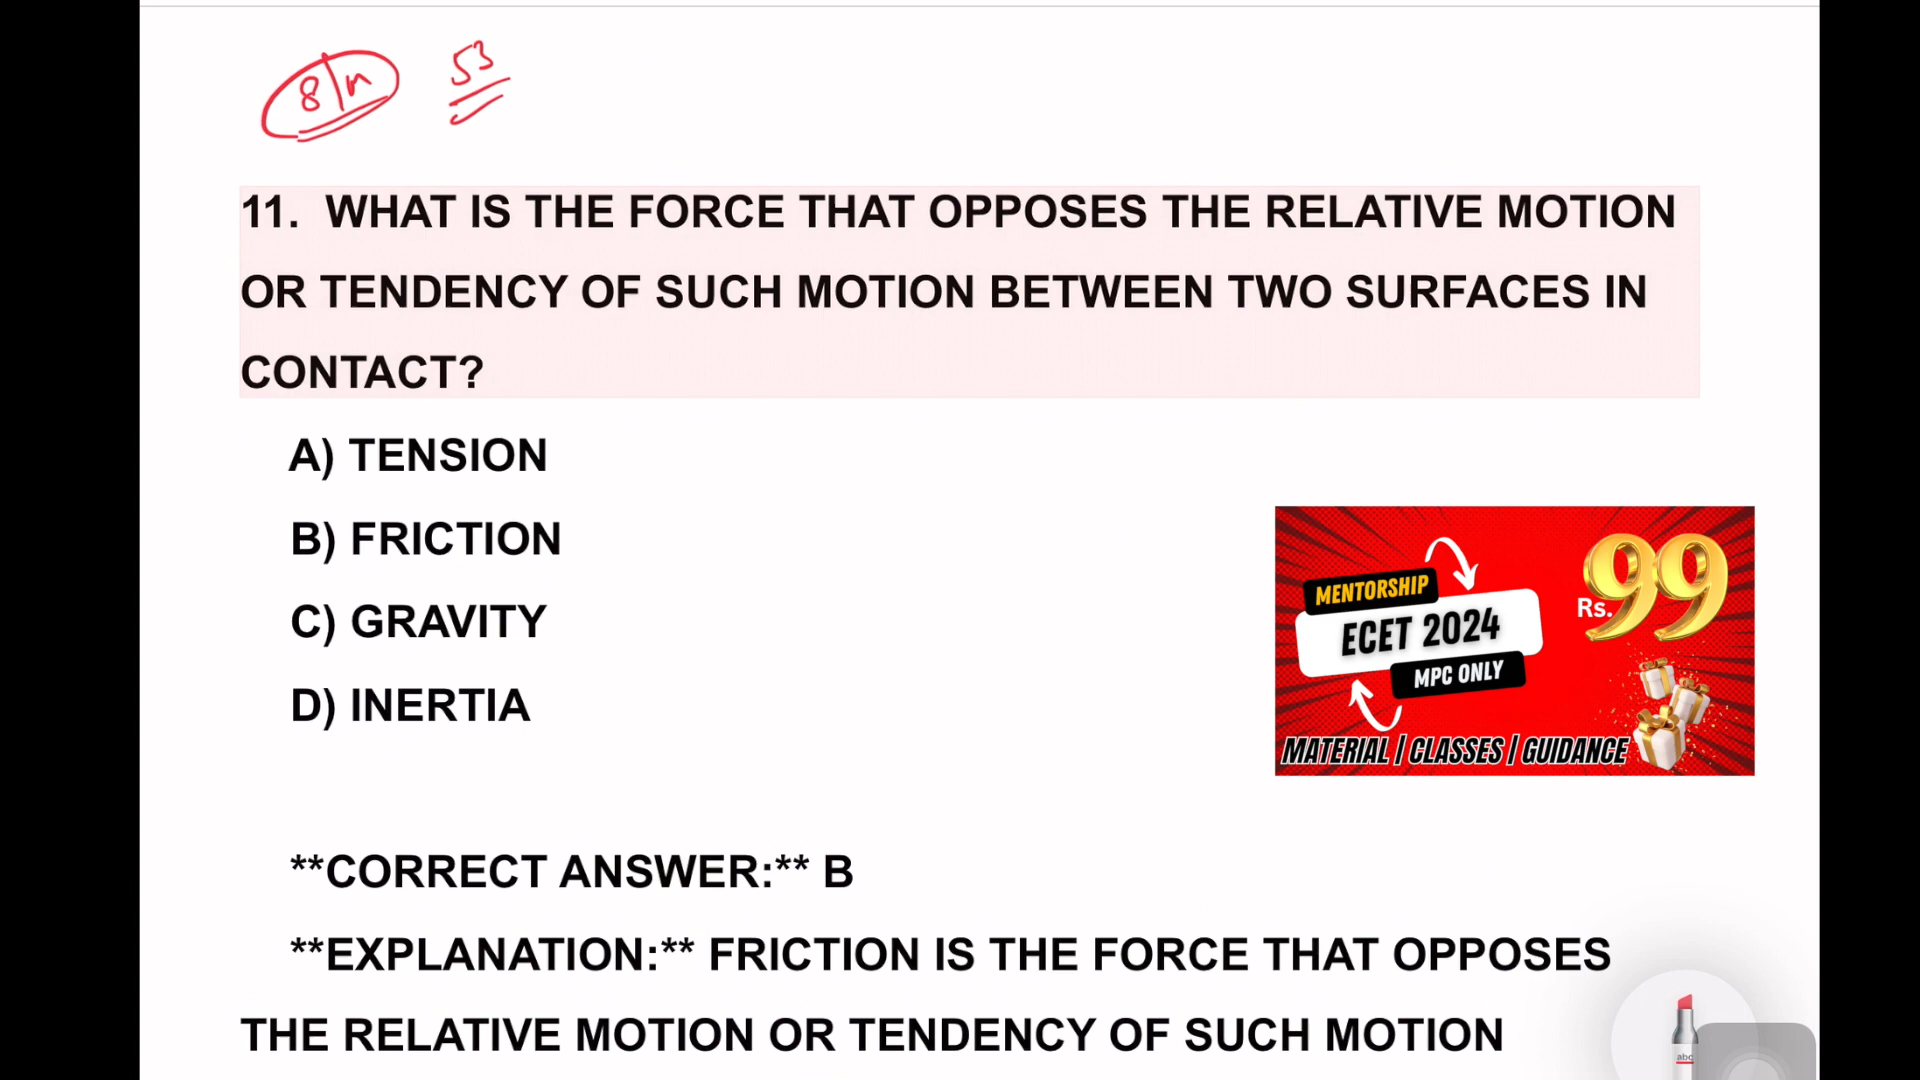 8/n 53
11. WHAT IS THE FORCE THAT OPPOSES THE RELATIVE MOTION
OR TENDENCY OF SUCH MOTION BETWEEN TWO SURFACES IN
CONTACT?
A) TENSION
B) FRICTION
C) GRAVITY
D) INERTIA
MENTORSHIP
ECET 2024
MPC ONLY
Rs.99
MATERIAL | CLASSES | GUIDANCE
**CORRECT ANSWER:** B
**EXPLANATION:** FRICTION IS THE FORCE THAT OPPOSES
THE RELATIVE MOTION OR TENDENCY OF SUCH MOTION
abc